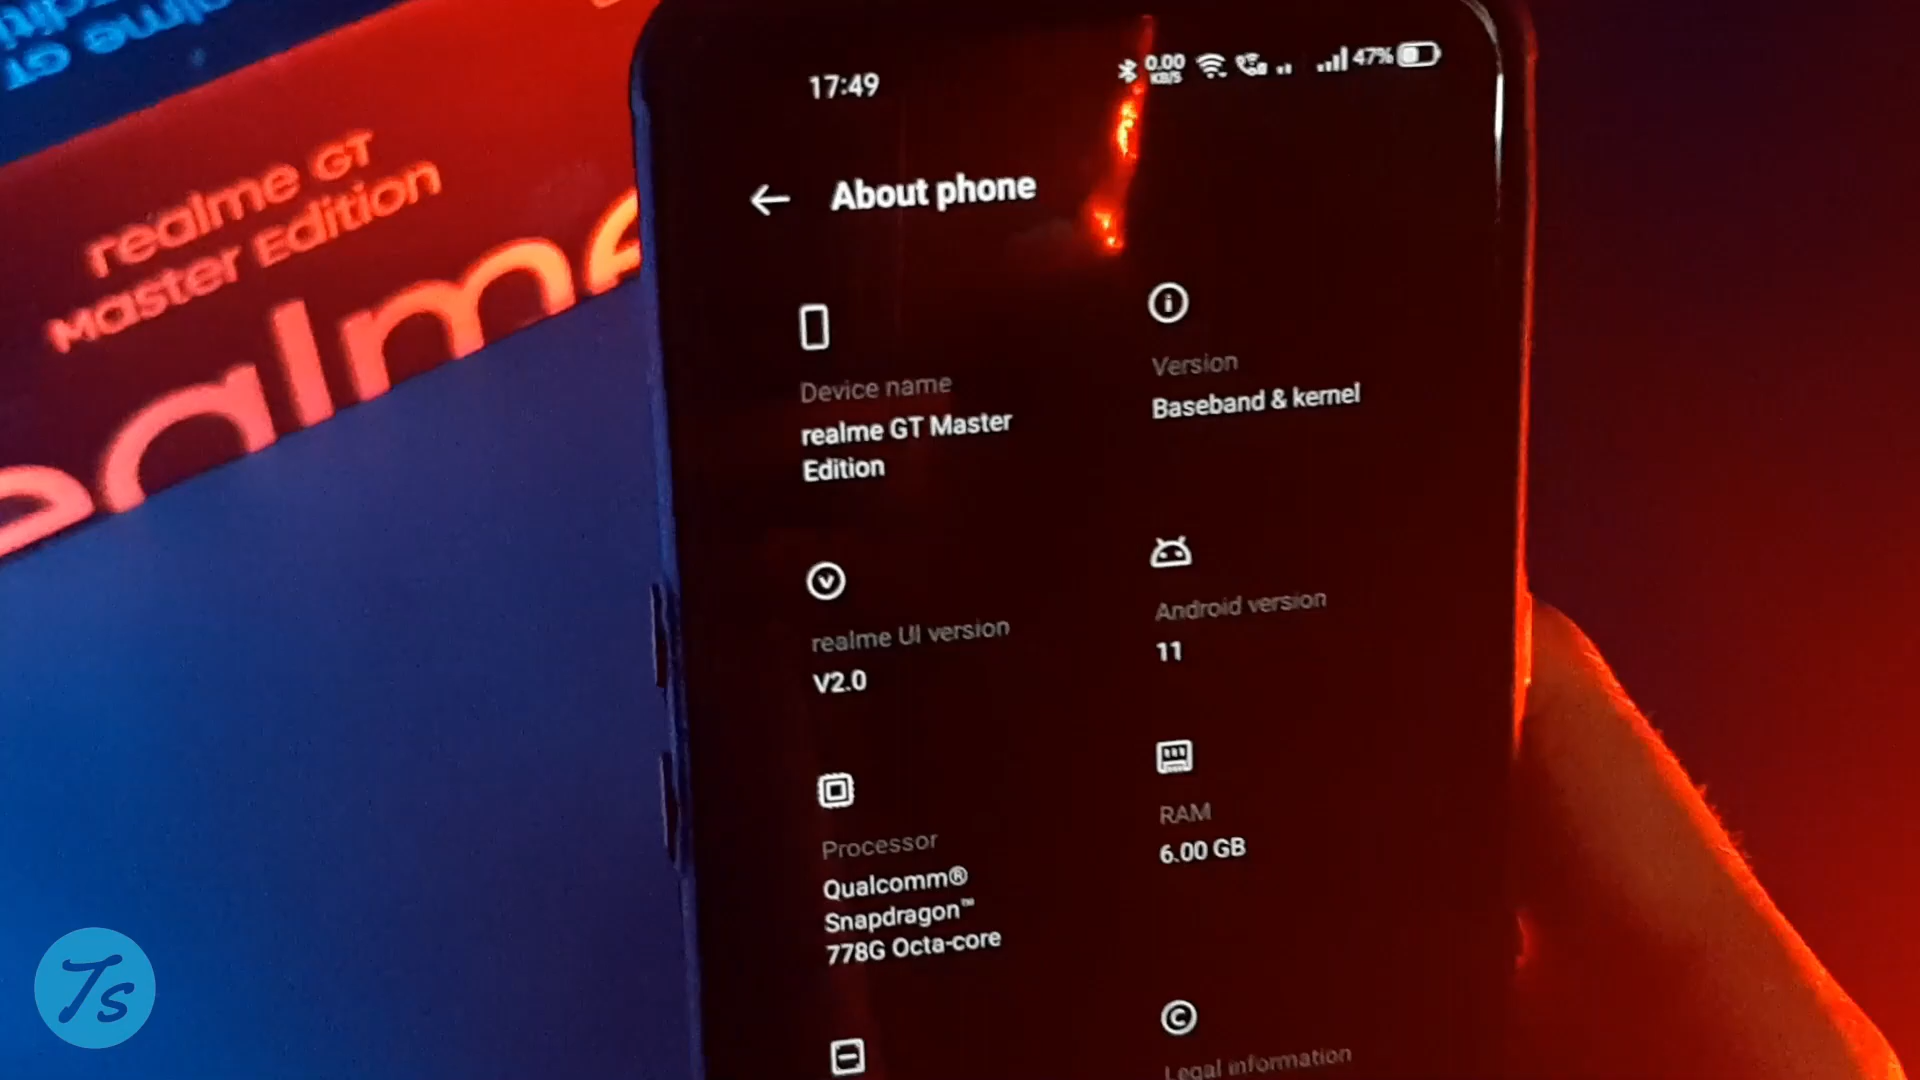 realme GT
Master Edition
realme
17:49
0.00
KB/S
47%
About phone
Device name
realme GT Master
Edition
Version
Baseband & kernel
realme UI version
V2.0
Android version
11
Processor
Qualcomm®
Snapdragon™
778G Octa-core
RAM
6.00 GB
Legal information
Ts